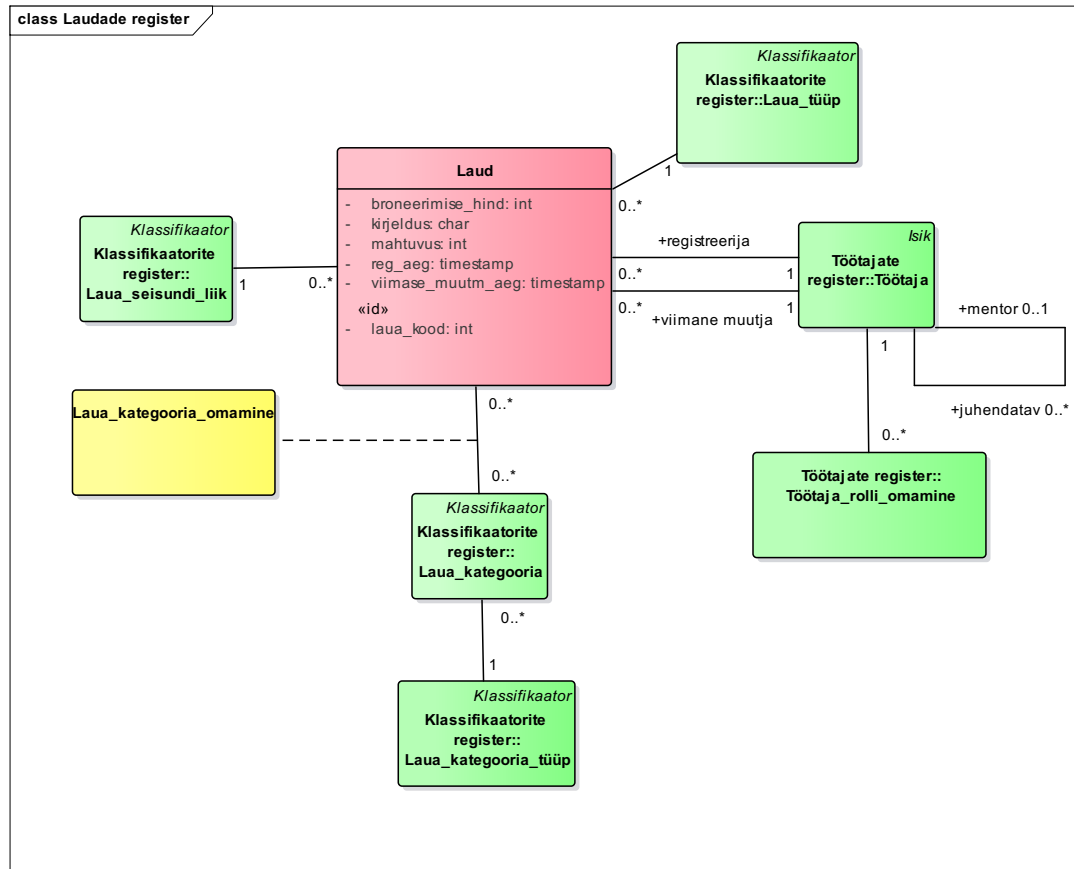 class Laudade register
Klassifikaator
Klassifikaatorite
register::Laua_tüüp
1
0..*
Laud
- broneerimise_hind: int
- kirjeldus: char
- mahtuvus: int
- reg_aeg: timestamp
- viimase_muutm_aeg: timestamp
«id»
- laua_kood: int
Klassifikaator
Klassifikaatorite
register::
Laua_seisundi_liik
1
0..*
+registreerija
0..*
1
0..*
+viimane muutja
1
Isik
Töötajate
register::Töötaja
+mentor 0..1
+juhendatav 0..*
1
0..*
Töötajate register::
Töötaja_rolli_omamine
Laua_kategooria_omamine
0..*
0..*
Klassifikaator
Klassifikaatorite
register::
Laua_kategooria
0..*
1
Klassifikaator
Klassifikaatorite
register::
Laua_kategooria_tüüp